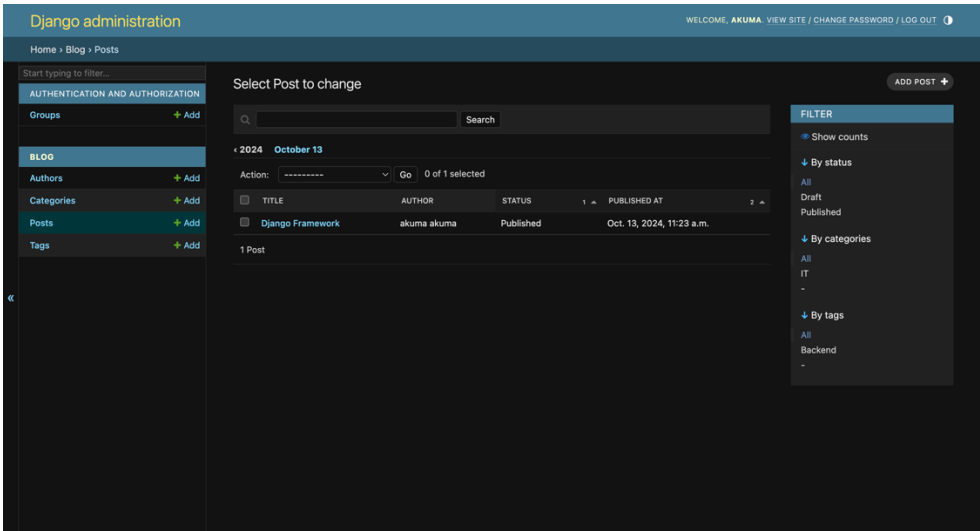 Django administration
WELCOME, AKUMA. VIEW SITE / CHANGE PASSWORD / LOG OUT
Home › Blog › Posts
Start typing to filter...
AUTHENTICATION AND AUTHORIZATION
Groups + Add
BLOG
Authors + Add
Categories + Add
Posts + Add
Tags + Add
«
Select Post to change
ADD POST +
Search
‹ 2024 October 13
Action: --------- Go 0 of 1 selected
TITLE AUTHOR STATUS 1 PUBLISHED AT 2
Django Framework akuma akuma Published Oct. 13, 2024, 11:23 a.m.
1 Post
FILTER
Show counts
↓ By status
All
Draft
Published
↓ By categories
All
IT
-
↓ By tags
All
Backend
-